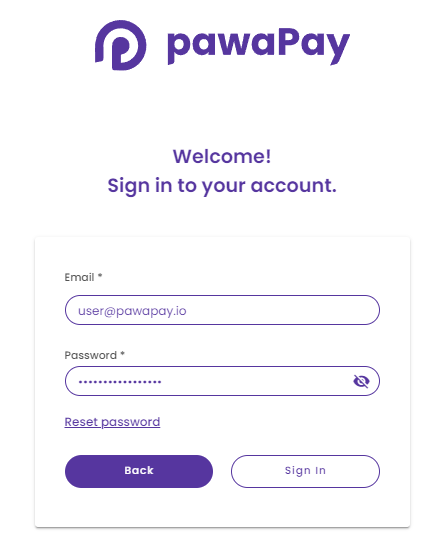 pawaPay
Welcome!
Sign in to your account.
Email *
user@pawapay.io
Password *
•••••••••••••••••
Reset password
Back
Sign In